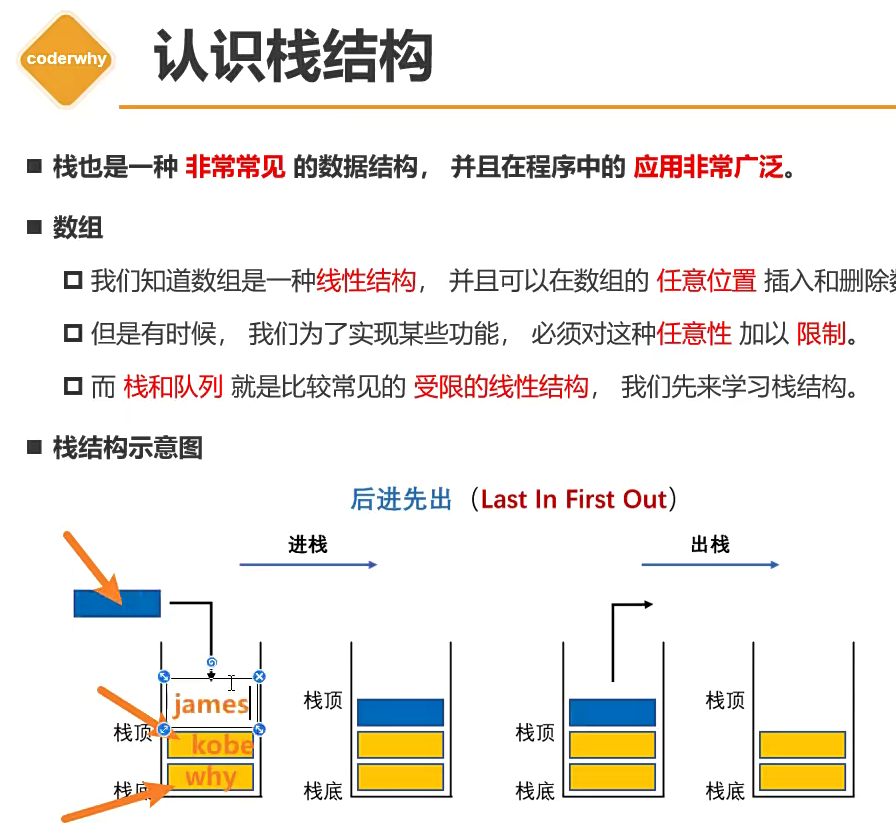 coderwhy
认识栈结构
栈也是一种 非常常见 的数据结构， 并且在程序中的 应用非常广泛。
数组
我们知道数组是一种线性结构， 并且可以在数组的 任意位置 插入和删除
但是有时候， 我们为了实现某些功能， 必须对这种任意性 加以 限制。
而 栈和队列 就是比较常见的 受限的线性结构， 我们先来学习栈结构。
栈结构示意图
后进先出（Last In First Out）
进栈
出栈
james
kobe
why
栈顶
栈底
栈顶
栈底
栈顶
栈底
栈顶
栈底